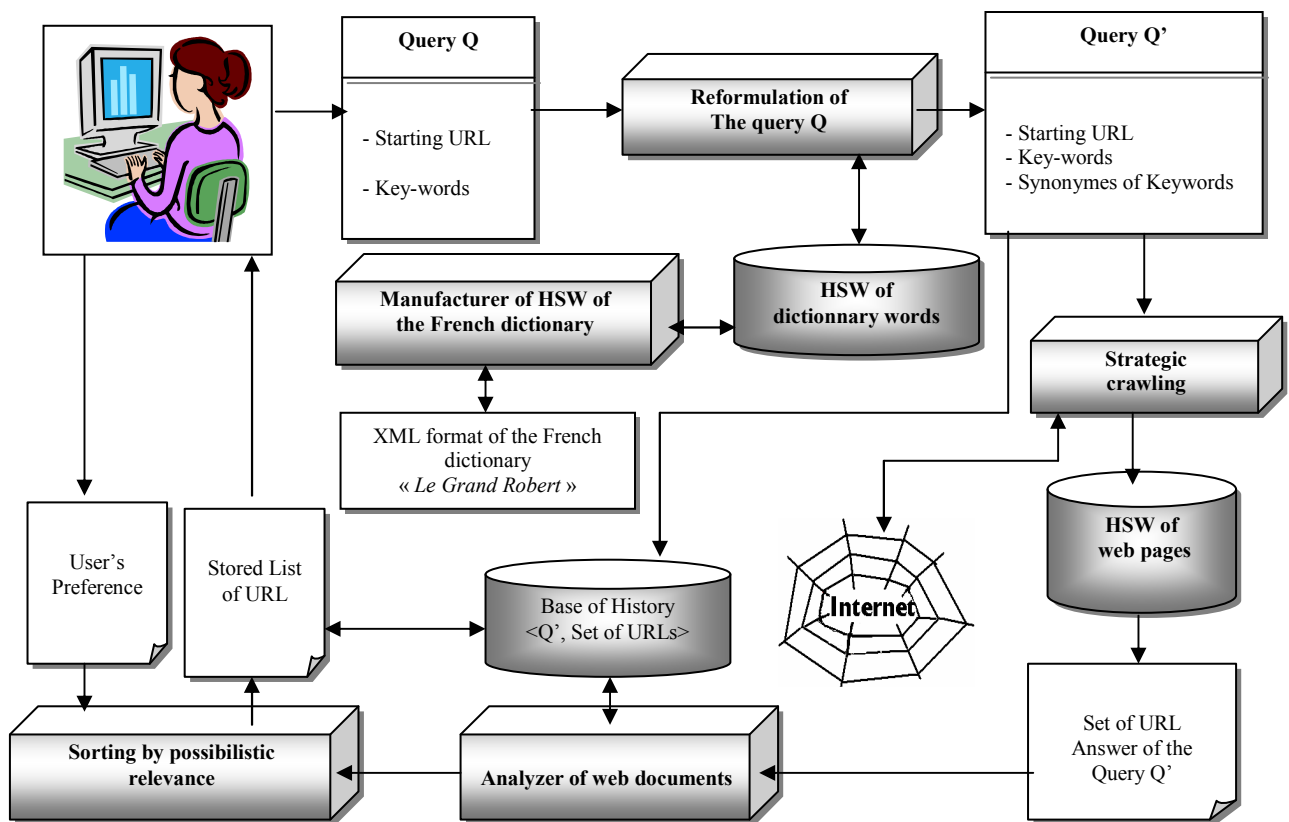 Query Q
- Starting URL
- Key-words
Reformulation of
The query Q
Query Q’
- Starting URL
- Key-words
- Synonymes of Keywords
Manufacturer of HSW of
the French dictionary
HSW of
dictionnary words
Strategic
crawling
XML format of the French
dictionary
« Le Grand Robert »
HSW of
web pages
User’s
Preference
Stored List
of URL
Base of History
<Q’, Set of URLs>
Internet
Sorting by possibilistic
relevance
Analyzer of web documents
Set of URL
Answer of the
Query Q’